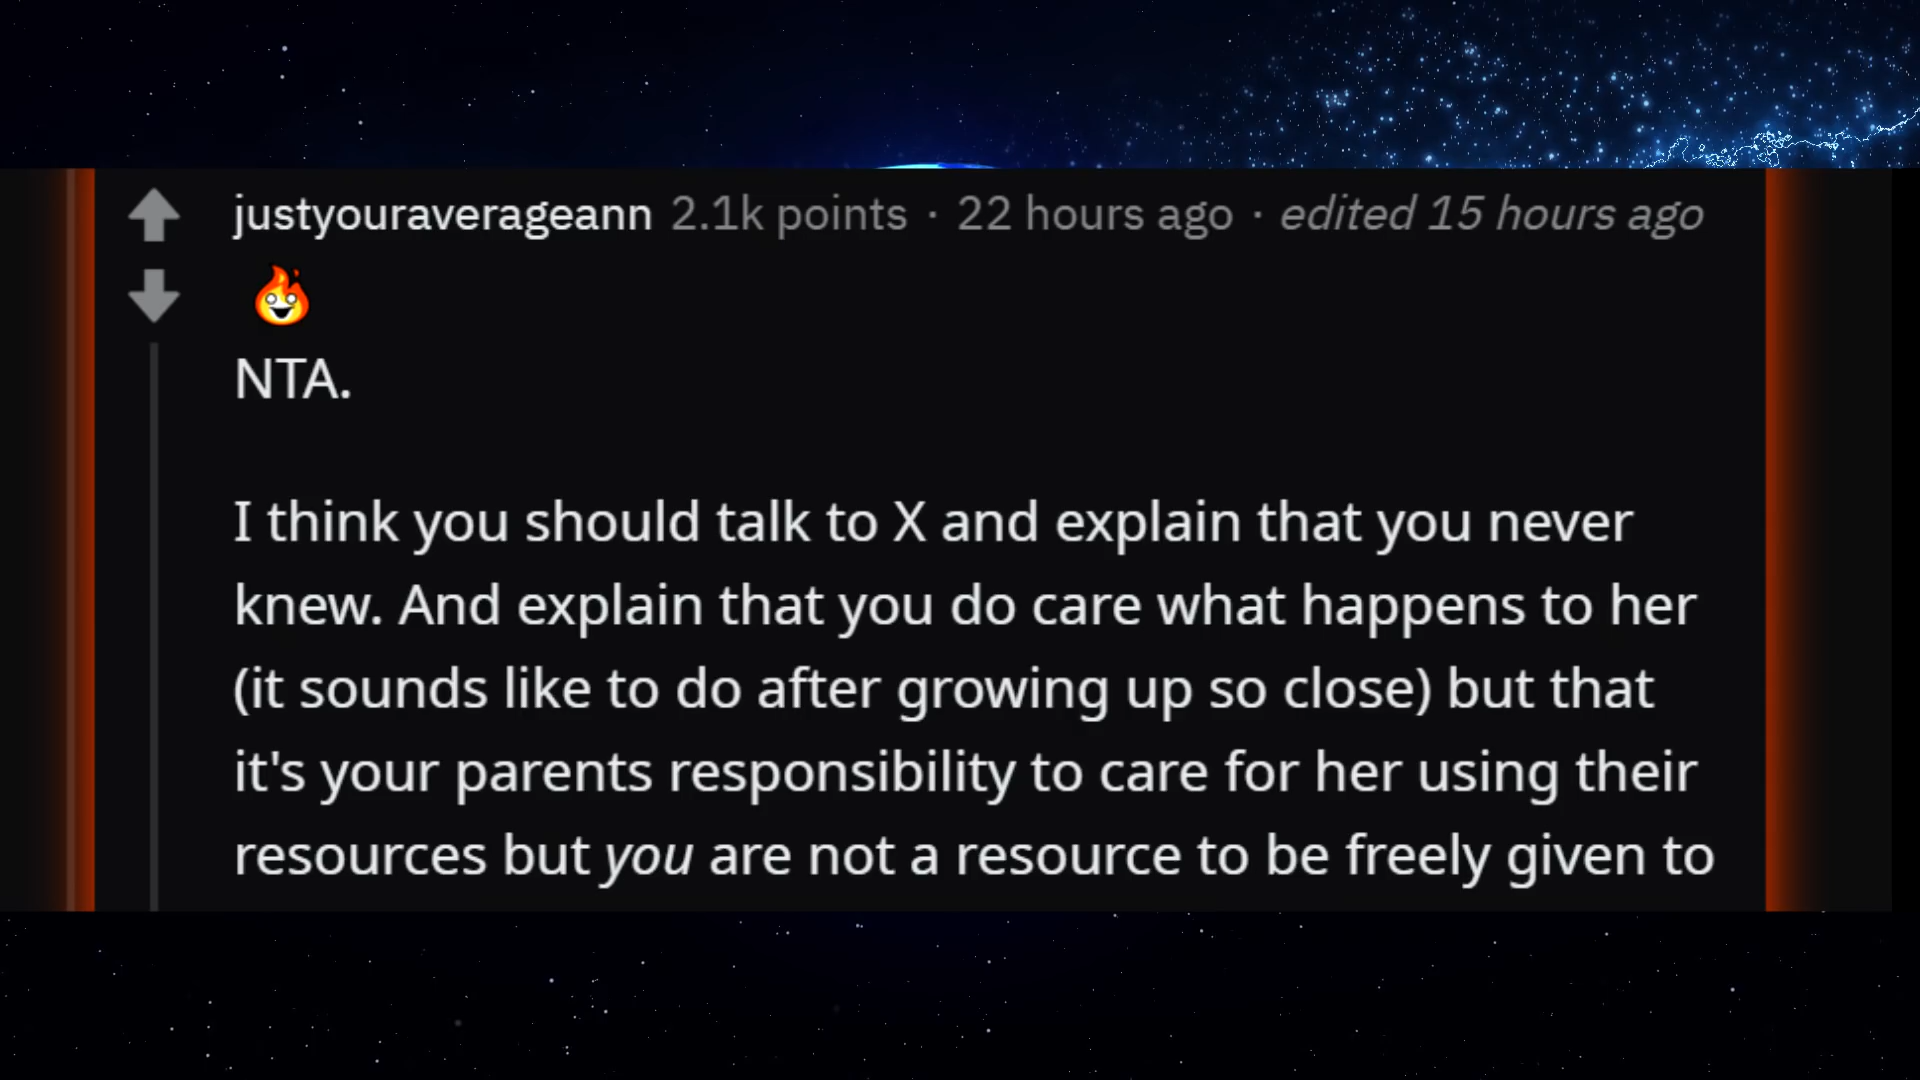 justyouraverageann 2.1k points · 22 hours ago · edited 15 hours ago
NTA.
I think you should talk to X and explain that you never
knew. And explain that you do care what happens to her
(it sounds like to do after growing up so close) but that
it's your parents responsibility to care for her using their
resources but you are not a resource to be freely given to